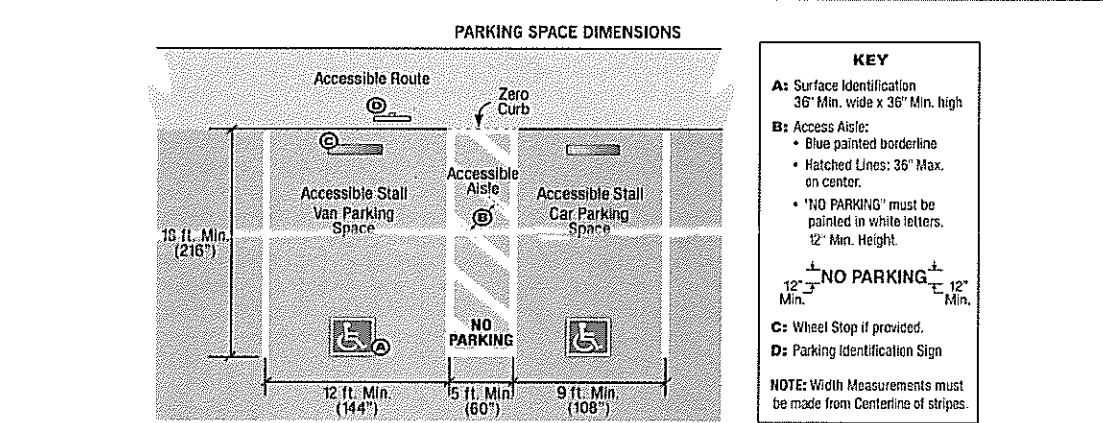 PARKING SPACE DIMENSIONS
Accessible Route
D
Zero
Curb
C
Accessible
Aisle
B
Accessible Stall
Van Parking
Space
Accessible Stall
Car Parking
Space
18 ft. Min.
(216")
NO
PARKING
A
12 ft. Min.
(144")
5 ft. Min
(60")
9 ft. Min.
(108")
KEY
A: Surface Identification
36" Min. wide x 36" Min. high
B: Access Aisle:
• Blue painted borderline
• Hatched Lines: 36" Max.
on center.
• "NO PARKING" must be
painted in white letters,
12" Min. Height.
NO PARKING
12"
Min.
12"
Min.
C: Wheel Stop if provided.
D: Parking Identification Sign
NOTE: Width Measurements must
be made from Centerline of stripes.